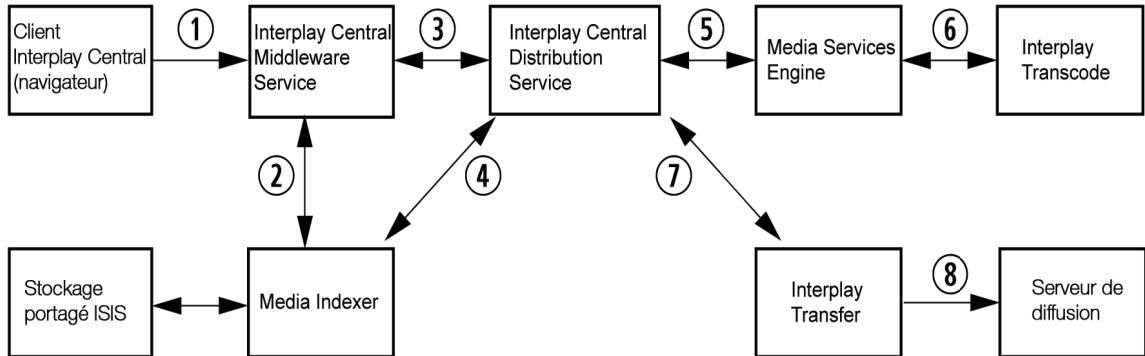 Client
Interplay Central
(navigateur)
1
Interplay Central
Middleware
Service
3
Interplay Central
Distribution
Service
5
Media Services
Engine
6
Interplay
Transcode
2
4
7
Stockage
portagé ISIS
Media Indexer
Interplay
Transfer
8
Serveur de
diffusion